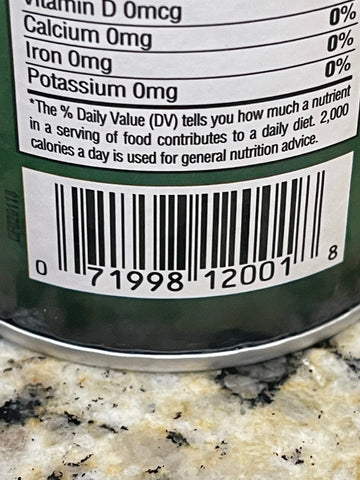 Vitamin D 0mcg 0%
Calcium 0mg 0%
Iron 0mg 0%
Potassium 0mg
*The % Daily Value (DV) tells you how much a nutrient
in a serving of food contributes to a daily diet. 2,000
calories a day is used for general nutrition advice.
0 71998 12001 8